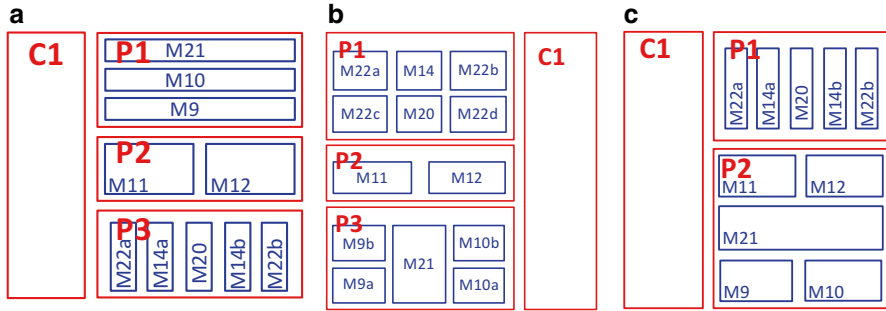 a
C1
P1
M21
M10
M9
P2
M11 M12
P3
M22a M14a M20 M14b M22b
b
P1
M22a M14 M22b
M22c M20 M22d
P2
M11 M12
P3
M9b M21 M10b
M9a M10a
C1
c
C1
P1
M22a M14a M20 M14b M22b
P2
M11 M12
M21
M9 M10